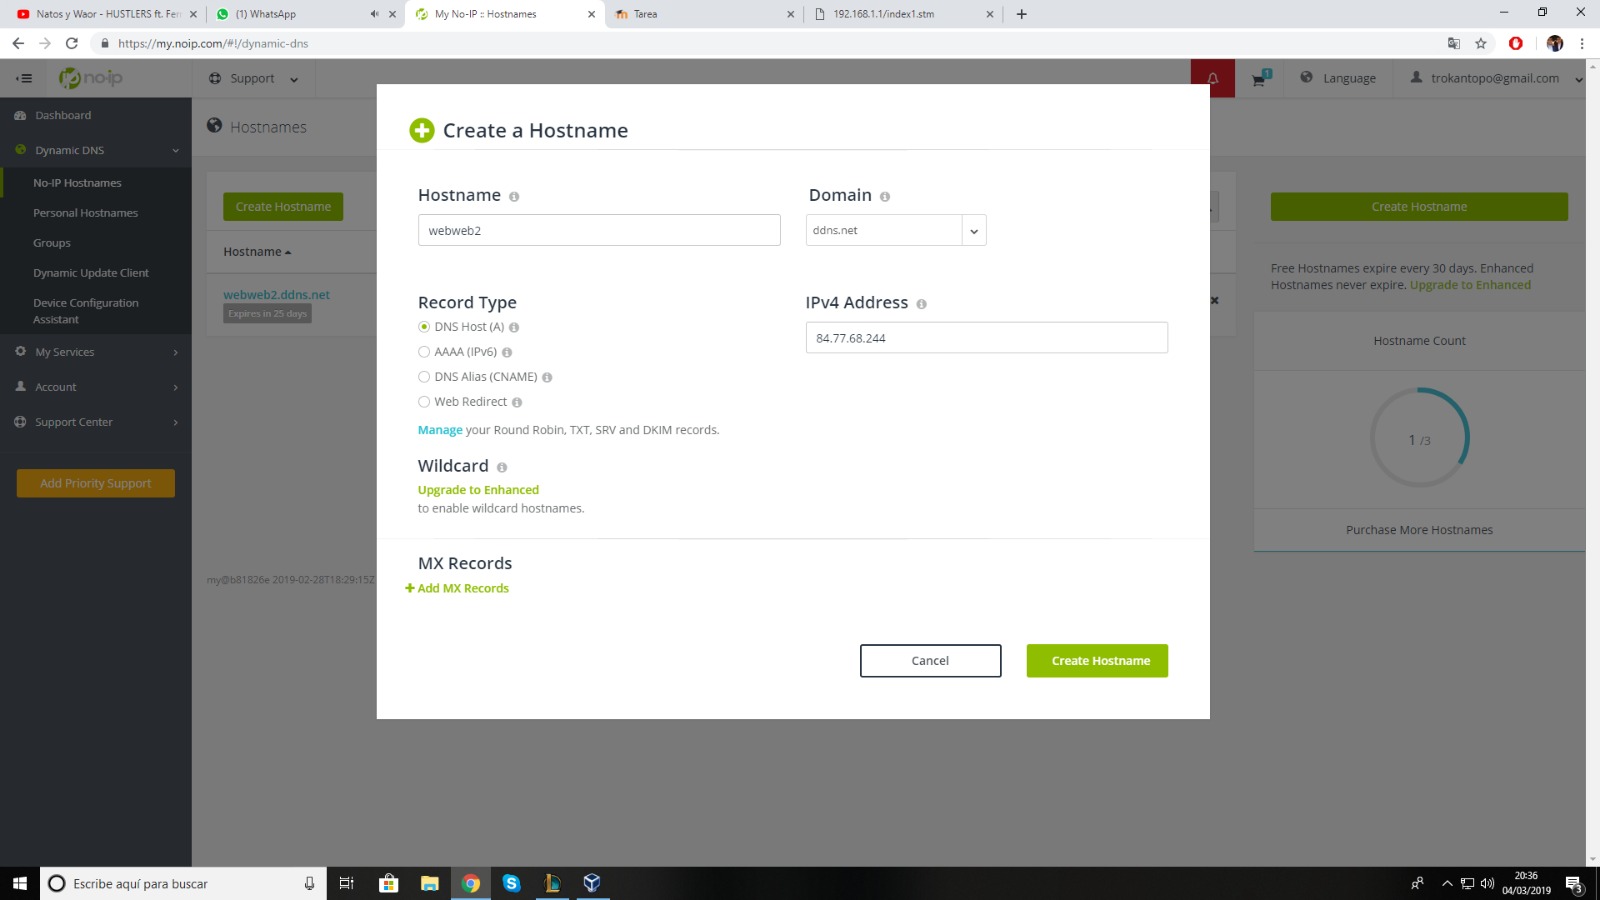 Natos y Waor - HUSTLERS ft. Fer
(1) WhatsApp
My No-IP :: Hostnames
Tarea
192.168.1.1/index1.stm
https://my.noip.com/#!/dynamic-dns
no-ip
Support
1
Language
trokantopo@gmail.com
Dashboard
Dynamic DNS
No-IP Hostnames
Personal Hostnames
Groups
Dynamic Update Client
Device Configuration
Assistant
My Services
Account
Support Center
Add Priority Support
Hostnames
Create Hostname
Hostname
webweb2.ddns.net
Expires in 25 days
my@b81826e 2019-02-28T18:29:15Z
Create a Hostname
Hostname
webweb2
Domain
ddns.net
Record Type
DNS Host (A)
AAAA (IPv6)
DNS Alias (CNAME)
Web Redirect
Manage your Round Robin, TXT, SRV and DKIM records.
IPv4 Address
84.77.68.244
Wildcard
Upgrade to Enhanced
to enable wildcard hostnames.
MX Records
+ Add MX Records
Cancel
Create Hostname
Create Hostname
Free Hostnames expire every 30 days. Enhanced
Hostnames never expire. Upgrade to Enhanced
Hostname Count
1 /3
Purchase More Hostnames
Escribe aquí para buscar
20:36
04/03/2019
3